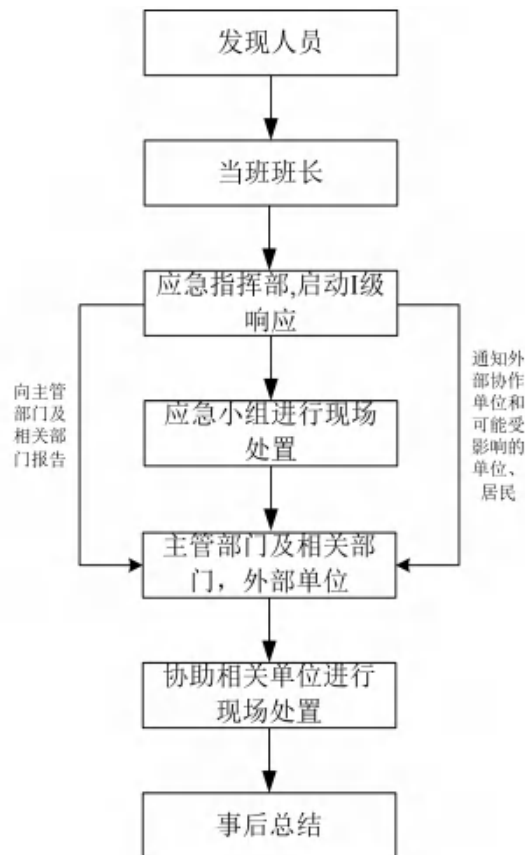 发现人员
当班班长
应急指挥部,启动I级
响应
向主管
部门及
相关部
门报告
通知外
部协作
单位和
可能受
影响的
单位、
居民
应急小组进行现场
处置
主管部门及相关部
门，外部单位
协助相关单位进行
现场处置
事后总结